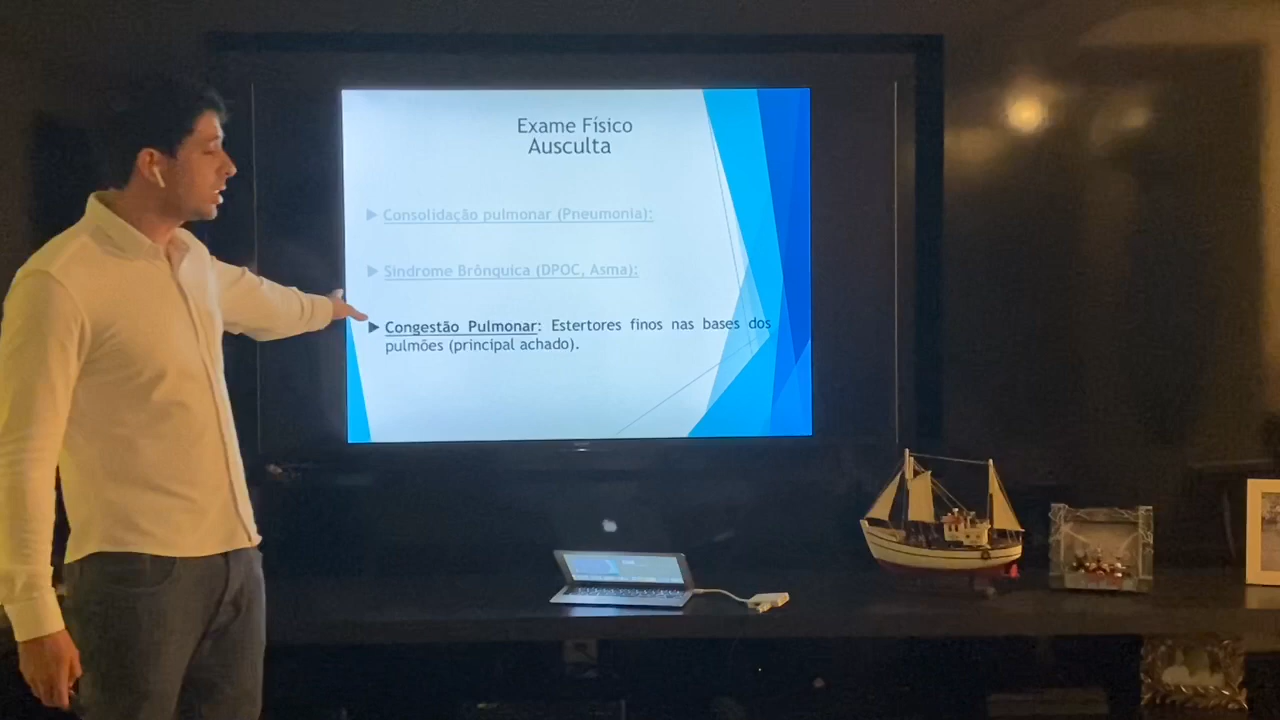 Exame Físico
Ausculta
Consolidação pulmonar (Pneumonia):
Síndrome Brônquica (DPOC, Asma):
Congestão Pulmonar: Estertores finos nas bases dos
pulmões (principal achado).